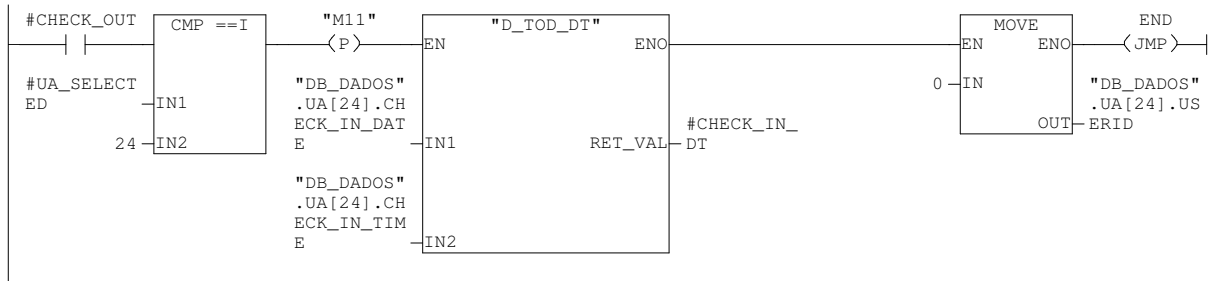 #CHECK_OUT
CMP ==I
"M11"
P
"D_TOD_DT"
MOVE
END
EN
ENO
EN
ENO
JMP
#UA_SELECT
ED
IN1
24
IN2
"DB_DADOS"
.UA[24].CH
ECK_IN_DAT
E
IN1
RET_VAL
#CHECK_IN_
DT
"DB_DADOS"
.UA[24].CH
ECK_IN_TIM
E
IN2
0
IN
OUT
"DB_DADOS"
.UA[24].US
ERID